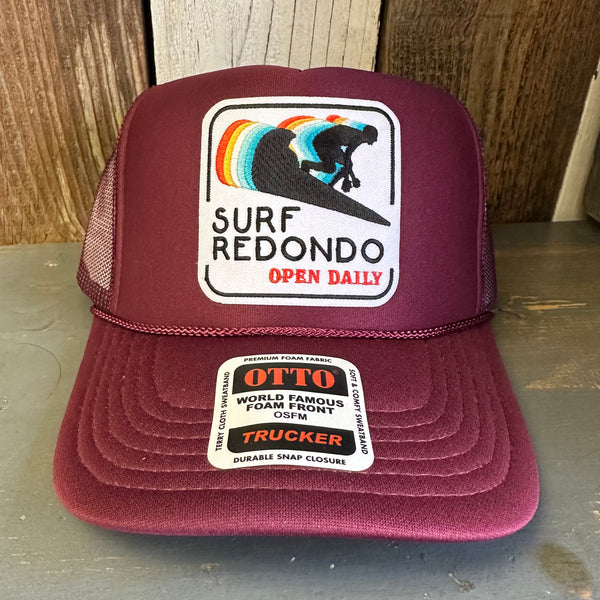 SURF
REDONDO
OPEN DAILY
PREMIUM FOAM FABRIC
TERRY CLOTH SWEATBAND
OTTO
WORLD FAMOUS
FOAM FRONT
OSFM
TRUCKER
SOFT & COMFY SWEATBAND
DURABLE SNAP CLOSURE